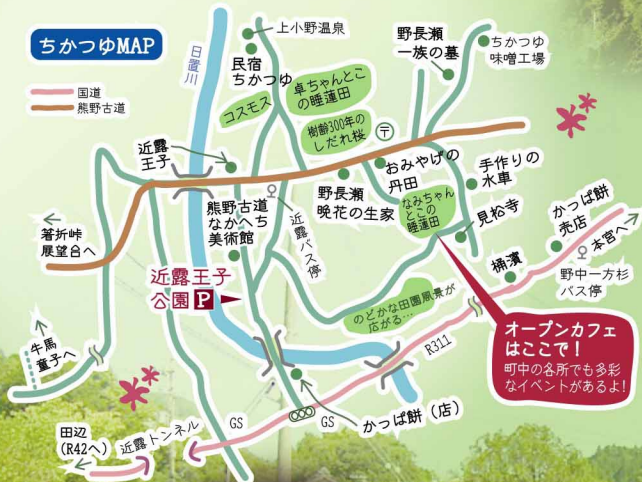 ちかつゆMAP
国道
熊野古道
日置川
上小野温泉
民宿
ちかつゆ
コスモス
卓ちゃんとこ
の睡蓮田
野長瀬
一族の墓
ちかつゆ
味噌工場
樹齢300年の
しだれ桜
〒
近露
王子
おみやげの
丹田
手作りの
水車
熊野古道
なかへち
美術館
近露バス停
野長瀬
晩花の生家
なみちゃん
とこの
睡蓮田
見松寺
かっぱ餅
売店
本宮へ
箸折峠
展望台へ
桶濱
野中一方杉
バス停
近露王子
公園 P
のどかな田園風景が
広がる…
オープンカフェ
はここで!
町中の各所でも多彩
なイベントがあるよ!
牛馬
童子へ
R311
かっぱ餅(店)
GS
GS
田辺
(R42へ)
近露トンネル